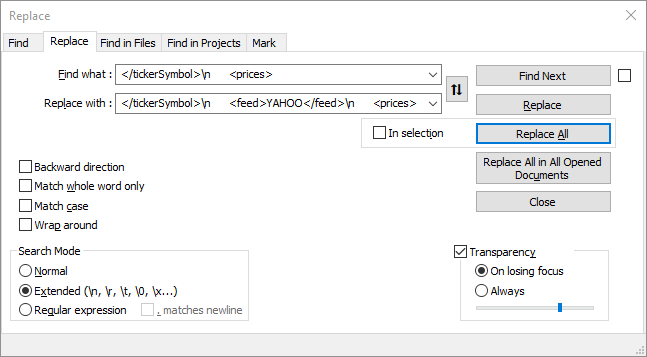 Replace
Find Replace Find in Files Find in Projects Mark
Find what : </tickerSymbol>\n      <prices> Find Next
Replace with : </tickerSymbol>\n      <feed>YAHOO</feed>\n      <prices> Replace
In selection Replace All
Backward direction Replace All in All Opened
Documents
Match whole word only
Match case Close
Wrap around
Search Mode Transparency
Normal On losing focus
Extended (\n, \r, \t, \0, \x...) Always
Regular expression . matches newline